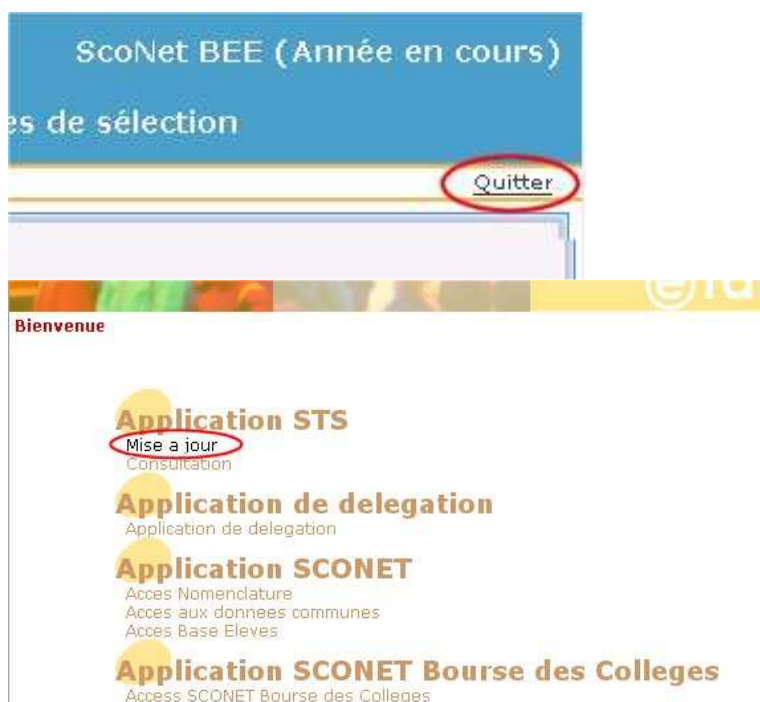 ScoNet BEE (Année en cours)
es de sélection
Quitter
Bienvenue
Application STS
Mise a jour
Consultation
Application de delegation
Application de delegation
Application SCONET
Acces Nomenclature
Acces aux donnees communes
Acces Base Eleves
Application SCONET Bourse des Colleges
Access SCONET Bourse des Colleges